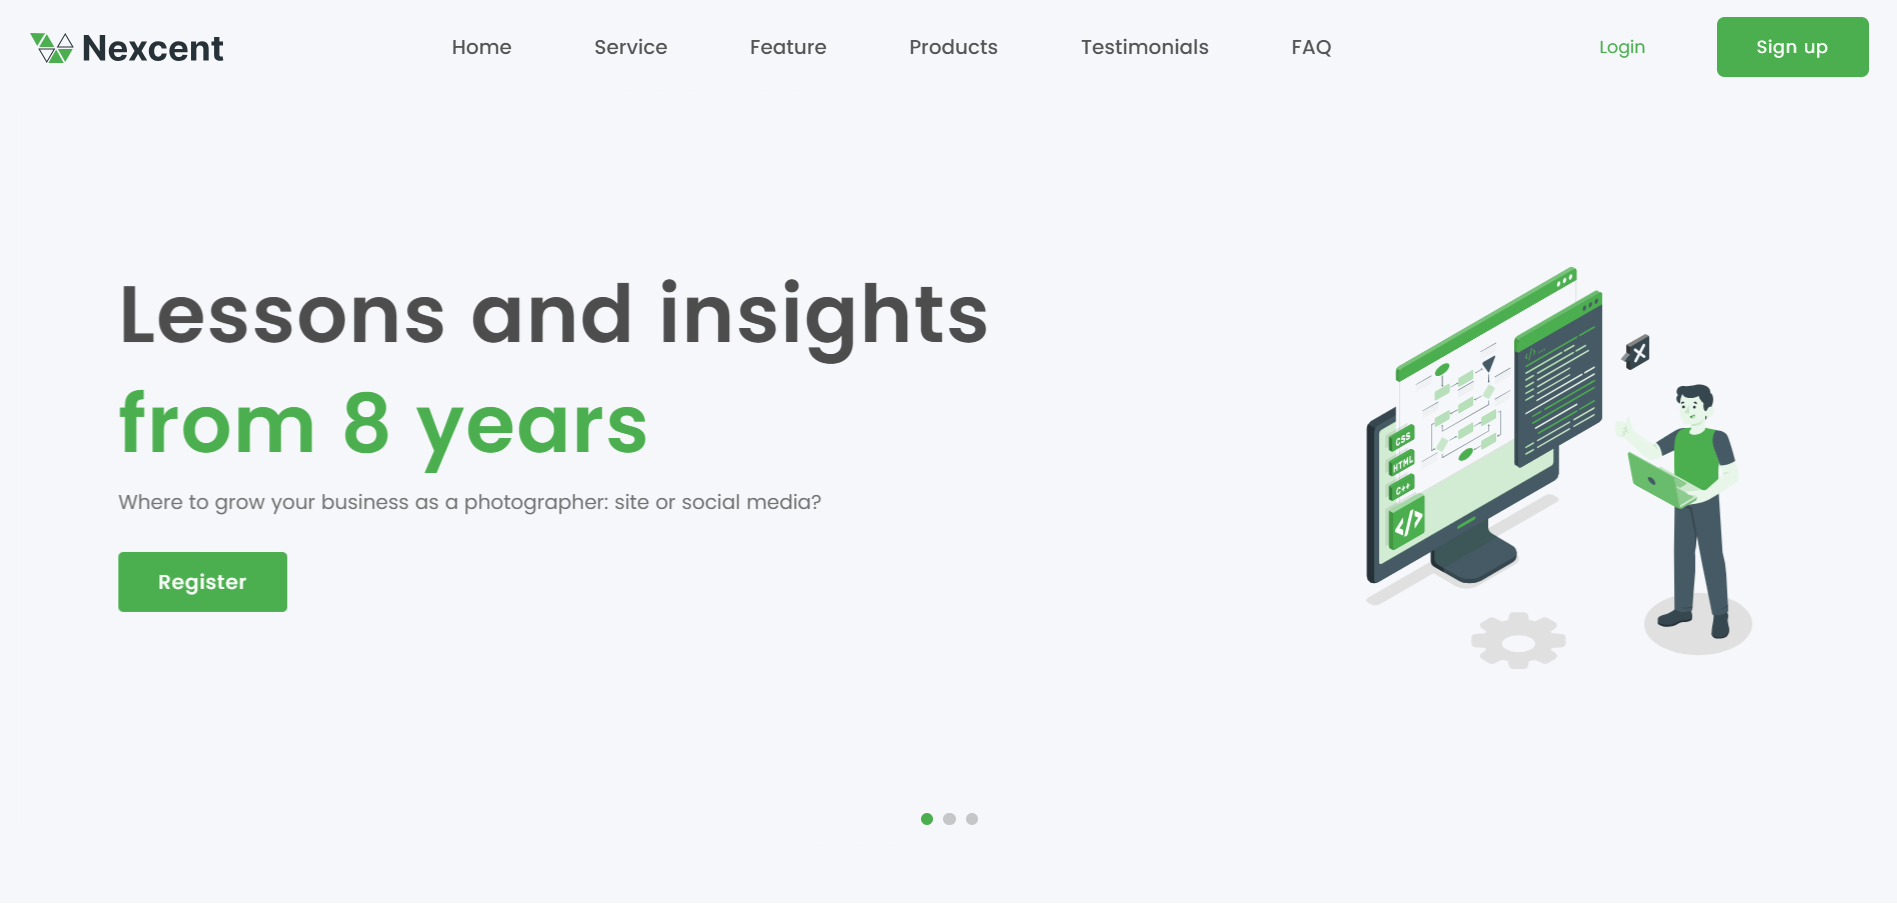 Nexcent
Home Service Feature Products Testimonials FAQ
Login Sign up
Lessons and insights
from 8 years
Where to grow your business as a photographer: site or social media?
Register
CSS
HTML
C++
</>
</>
X